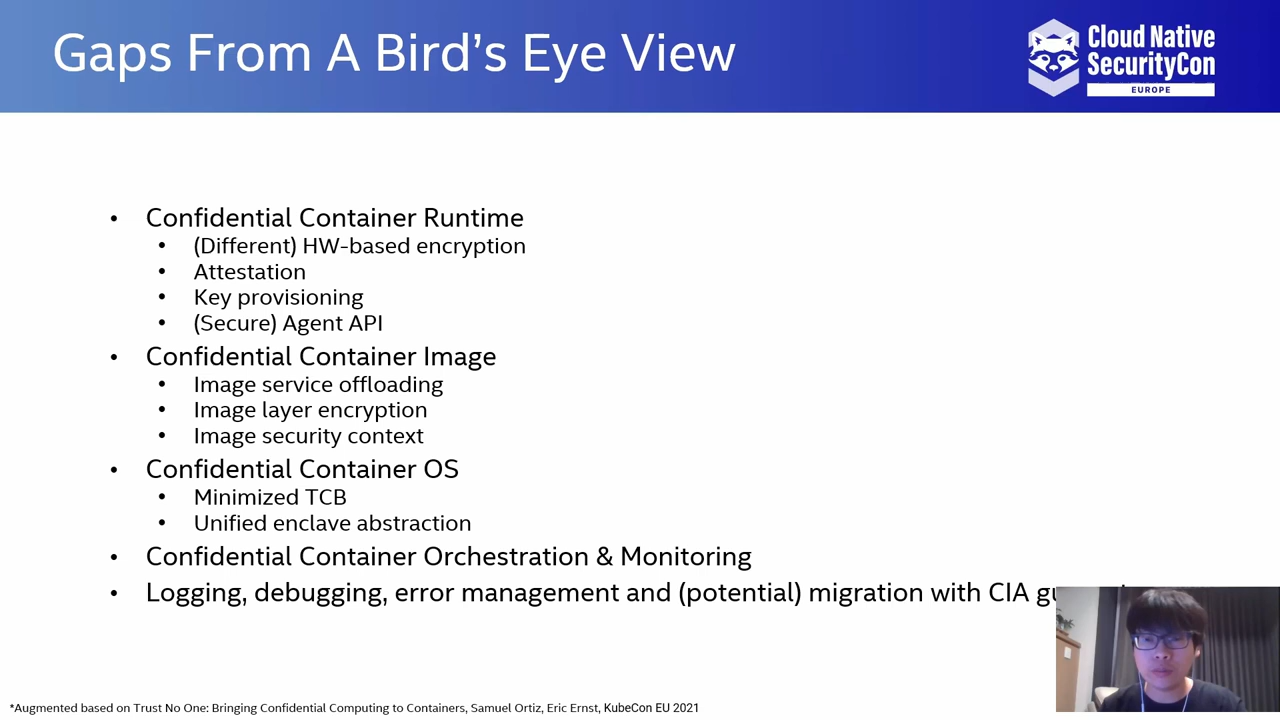 Gaps From A Bird’s Eye View
Cloud Native
SecurityCon
EUROPE
• Confidential Container Runtime
• (Different) HW-based encryption
• Attestation
• Key provisioning
• (Secure) Agent API
• Confidential Container Image
• Image service offloading
• Image layer encryption
• Image security context
• Confidential Container OS
• Minimized TCB
• Unified enclave abstraction
• Confidential Container Orchestration & Monitoring
• Logging, debugging, error management and (potential) migration with CIA
*Augmented based on Trust No One: Bringing Confidential Computing to Containers, Samuel Ortiz, Eric Ernst, KubeCon EU 2021